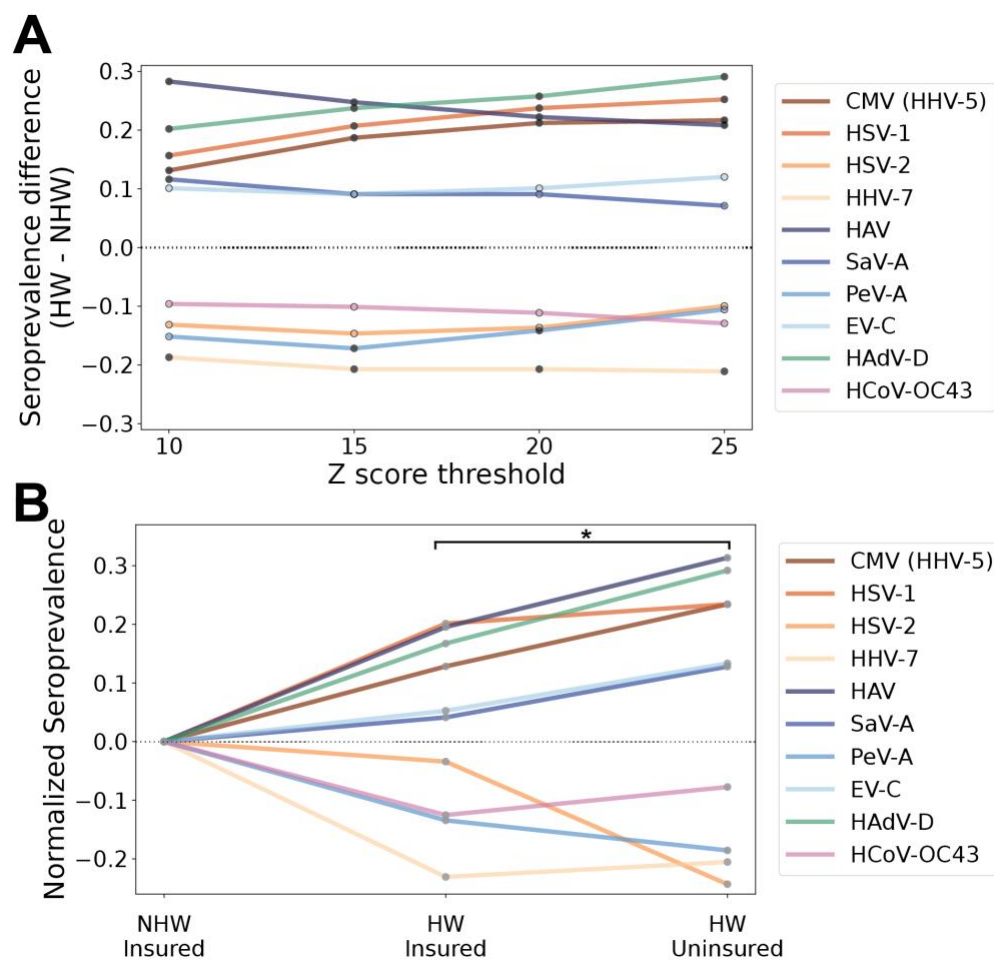 A
Seroprevalence difference
(HW - NHW)
0.3
0.2
0.1
0.0
−0.1
−0.2
−0.3
10
15
20
25
Z score threshold
CMV (HHV-5)
HSV-1
HSV-2
HHV-7
HAV
SaV-A
PeV-A
EV-C
HAdV-D
HCoV-OC43
B
Normalized Seroprevalence
0.3
0.2
0.1
0.0
−0.1
−0.2
*
NHW
Insured
HW
Insured
HW
Uninsured
CMV (HHV-5)
HSV-1
HSV-2
HHV-7
HAV
SaV-A
PeV-A
EV-C
HAdV-D
HCoV-OC43